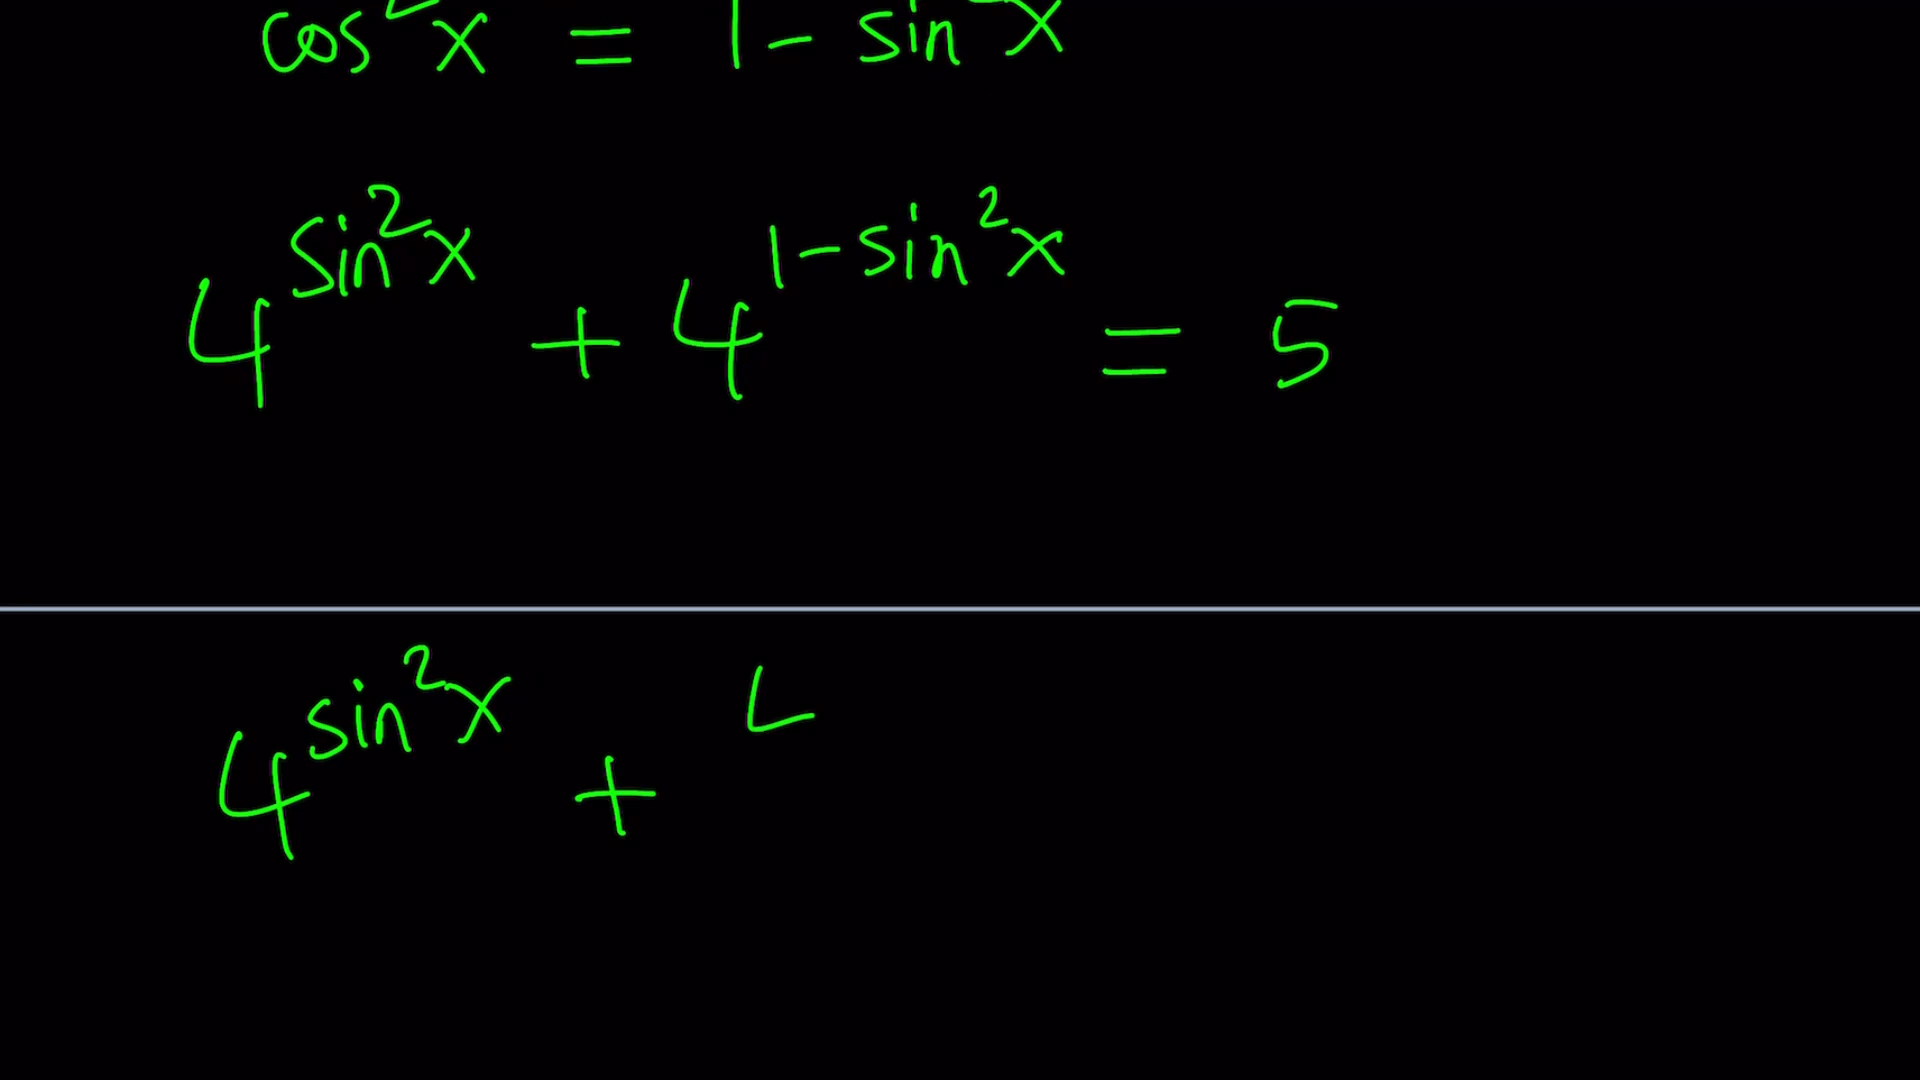 cos²x = 1 - sin²x
4^sin²x + 4^1-sin²x = 5
4^sin²x +